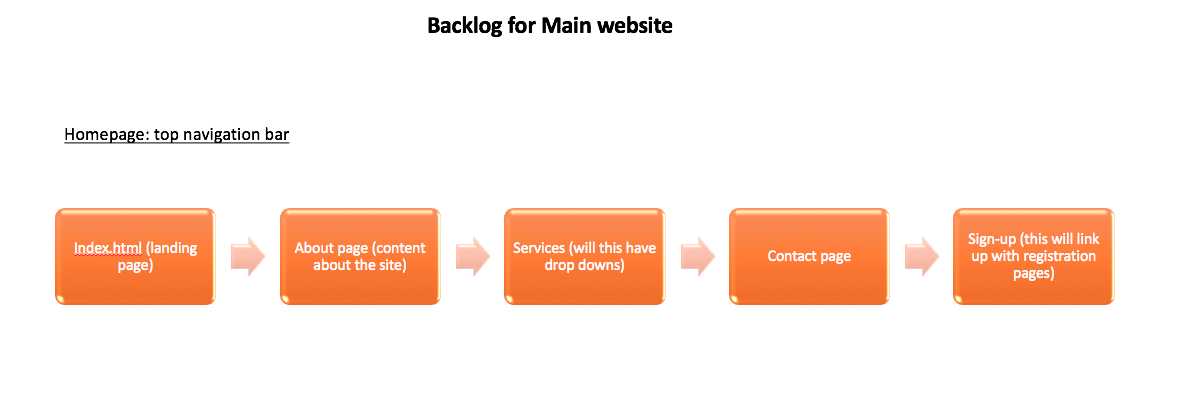 Backlog for Main website
Homepage: top navigation bar
Index.html (landing
page)
About page (content
about the site)
Services (will this have
drop downs)
Contact page
Sign-up (this will link
up with registration
pages)